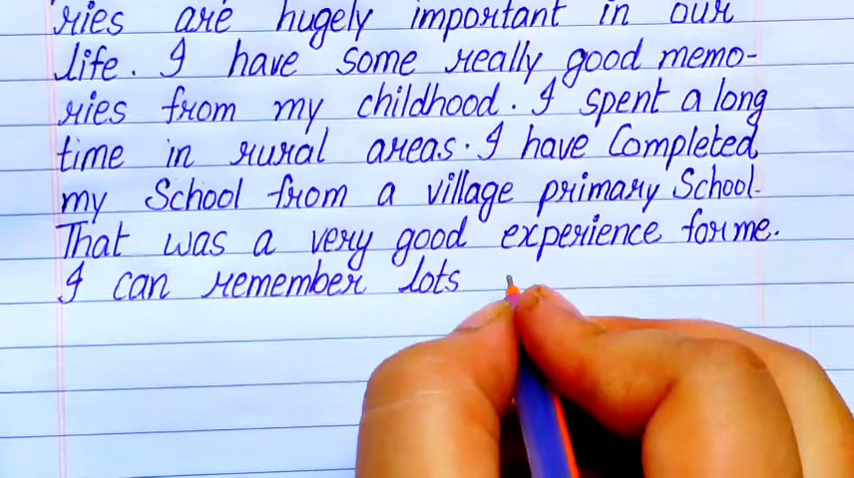 ries are hugely important in our
life. I have some really good memo-
ries from my childhood. I spent a long
time in rural areas. I have Completed
my School from a village primary School.
That was a very good experience for me.
I can remember lots